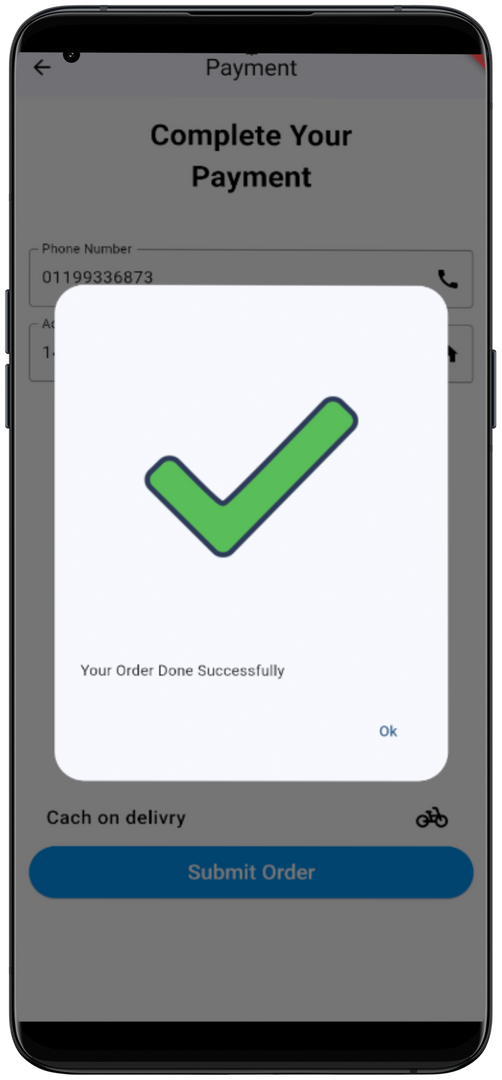 Payment
Complete Your
Payment
Phone Number
01199336873
Your Order Done Successfully
Ok
Cach on delivry
Submit Order